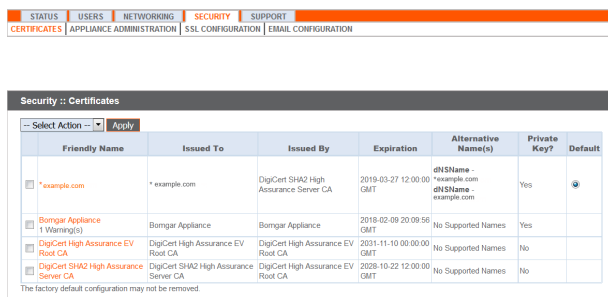 STATUS USERS NETWORKING SECURITY SUPPORT
CERTIFICATES APPLIANCE ADMINISTRATION SSL CONFIGURATION EMAIL CONFIGURATION
Security :: Certificates
-- Select Action -- Apply
Friendly Name Issued To Issued By Expiration Alternative Name(s) Private Key? Default
*example.com * example.com DigiCert SHA2 High Assurance Server CA 2019-03-27 12:00:00 GMT dNSName - *example.com dNSName - example.com Yes
Bomgar Appliance 1 Warning(s) Bomgar Appliance Bomgar Appliance 2018-02-09 20:09:56 GMT No Supported Names Yes
DigiCert High Assurance EV Root CA DigiCert High Assurance EV Root CA DigiCert High Assurance EV Root CA 2031-11-10 00:00:00 GMT No Supported Names No
DigiCert SHA2 High Assurance Server CA DigiCert SHA2 High Assurance Server CA DigiCert High Assurance EV Root CA 2028-10-22 12:00:00 GMT No Supported Names No
The factory default configuration may not be removed.